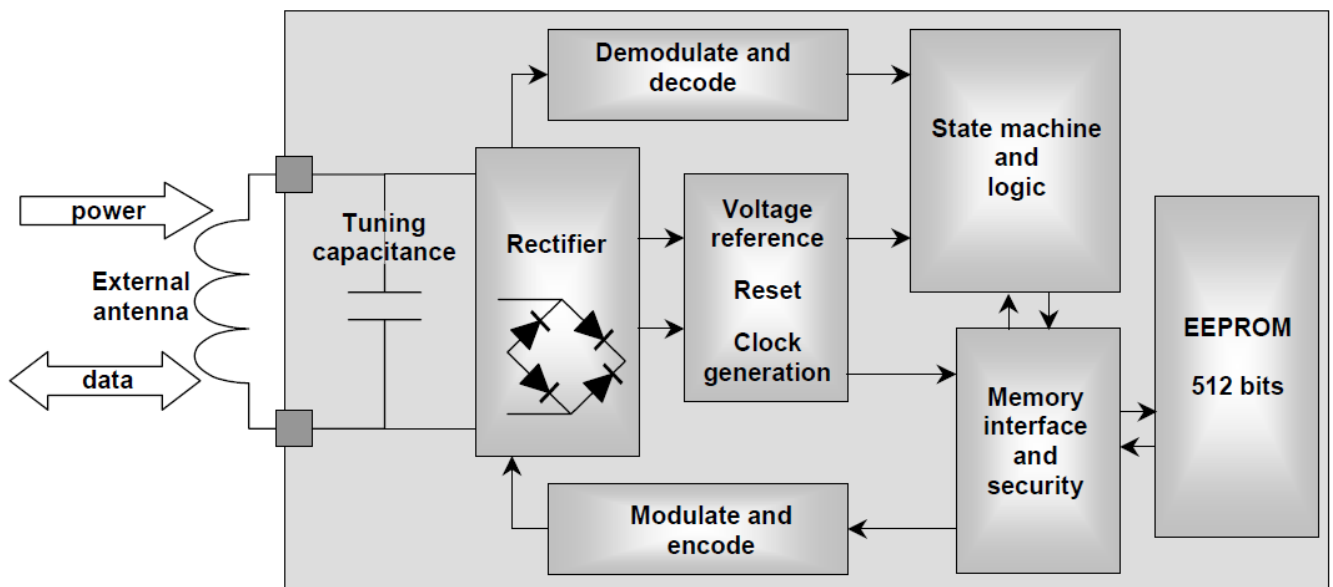 Demodulate and
decode
State machine
and
logic
power
Tuning
capacitance
Rectifier
Voltage
reference
Reset
Clock
generation
External
antenna
data
EEPROM
512 bits
Memory
interface
and
security
Modulate and
encode